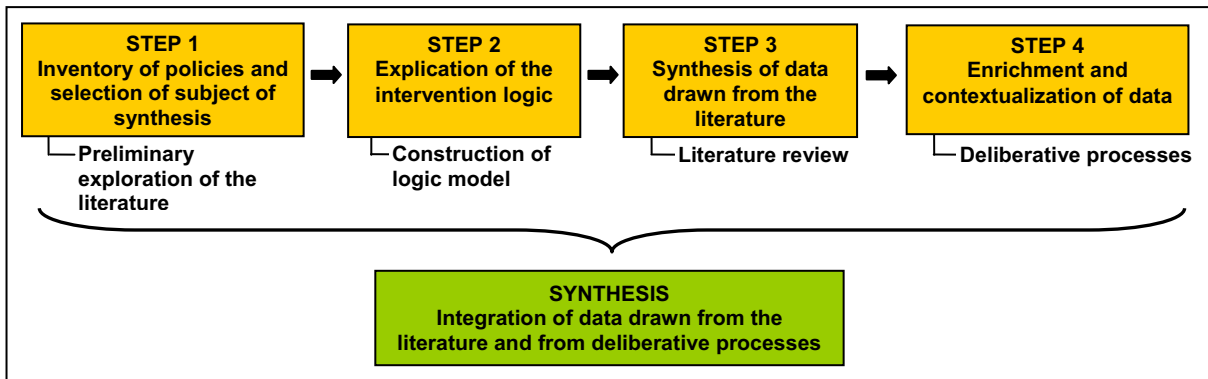 STEP 1
Inventory of policies and
selection of subject of
synthesis
Preliminary
exploration of the
literature
STEP 2
Explication of the
intervention logic
Construction of
logic model
STEP 3
Synthesis of data
drawn from the
literature
Literature review
STEP 4
Enrichment and
contextualization of data
Deliberative processes
SYNTHESIS
Integration of data drawn from the
literature and from deliberative processes